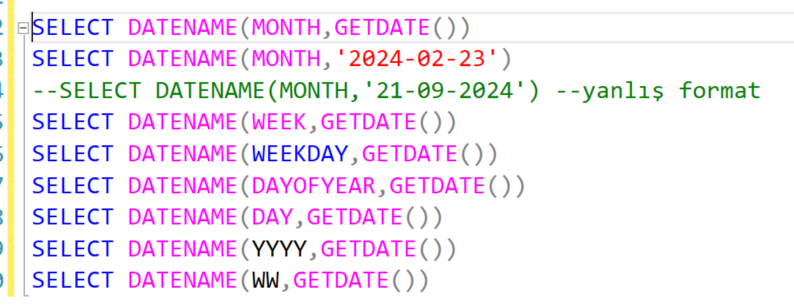 SELECT DATENAME(MONTH,GETDATE())
SELECT DATENAME(MONTH,'2024-02-23')
--SELECT DATENAME(MONTH,'21-09-2024') --yanlış format
SELECT DATENAME(WEEK,GETDATE())
SELECT DATENAME(WEEKDAY,GETDATE())
SELECT DATENAME(DAYOFYEAR,GETDATE())
SELECT DATENAME(DAY,GETDATE())
SELECT DATENAME(YYYY,GETDATE())
SELECT DATENAME(WW,GETDATE())